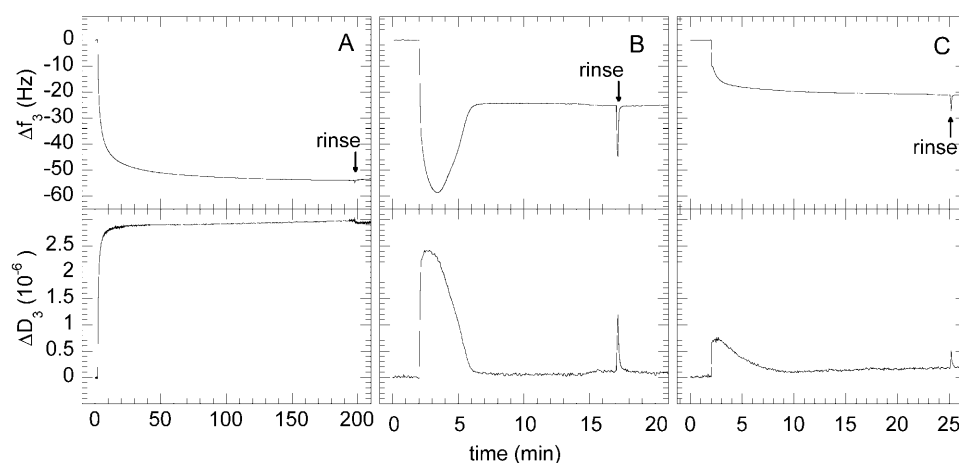 A
B
C
Δf₃ (Hz)
0
-10
-20
-30
-40
-50
-60
rinse
rinse
rinse
ΔD₃ (10⁻⁶)
2.5
2
1.5
1
0.5
0
0 50 100 150 200
0 5 10 15 20
0 5 10 15 20 25
time (min)